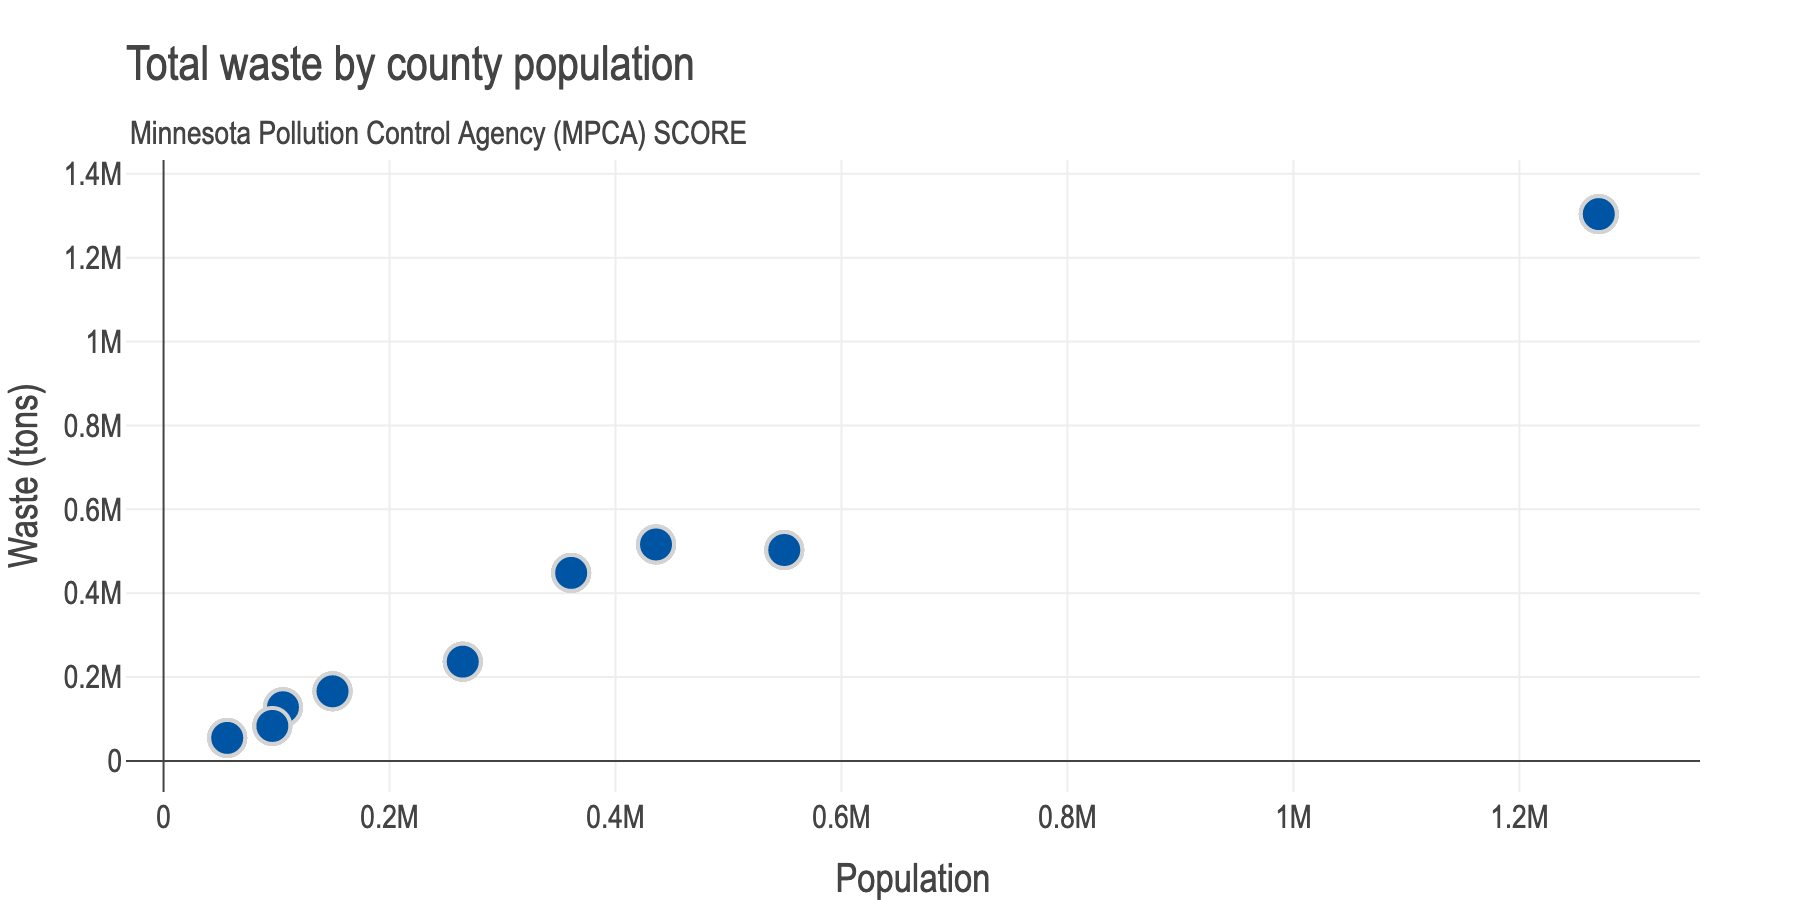 Total waste by county population
Minnesota Pollution Control Agency (MPCA) SCORE
1.4M
1.2M
1M
0.8M
0.6M
0.4M
0.2M
0
Waste (tons)
0 0.2M 0.4M 0.6M 0.8M 1M 1.2M
Population